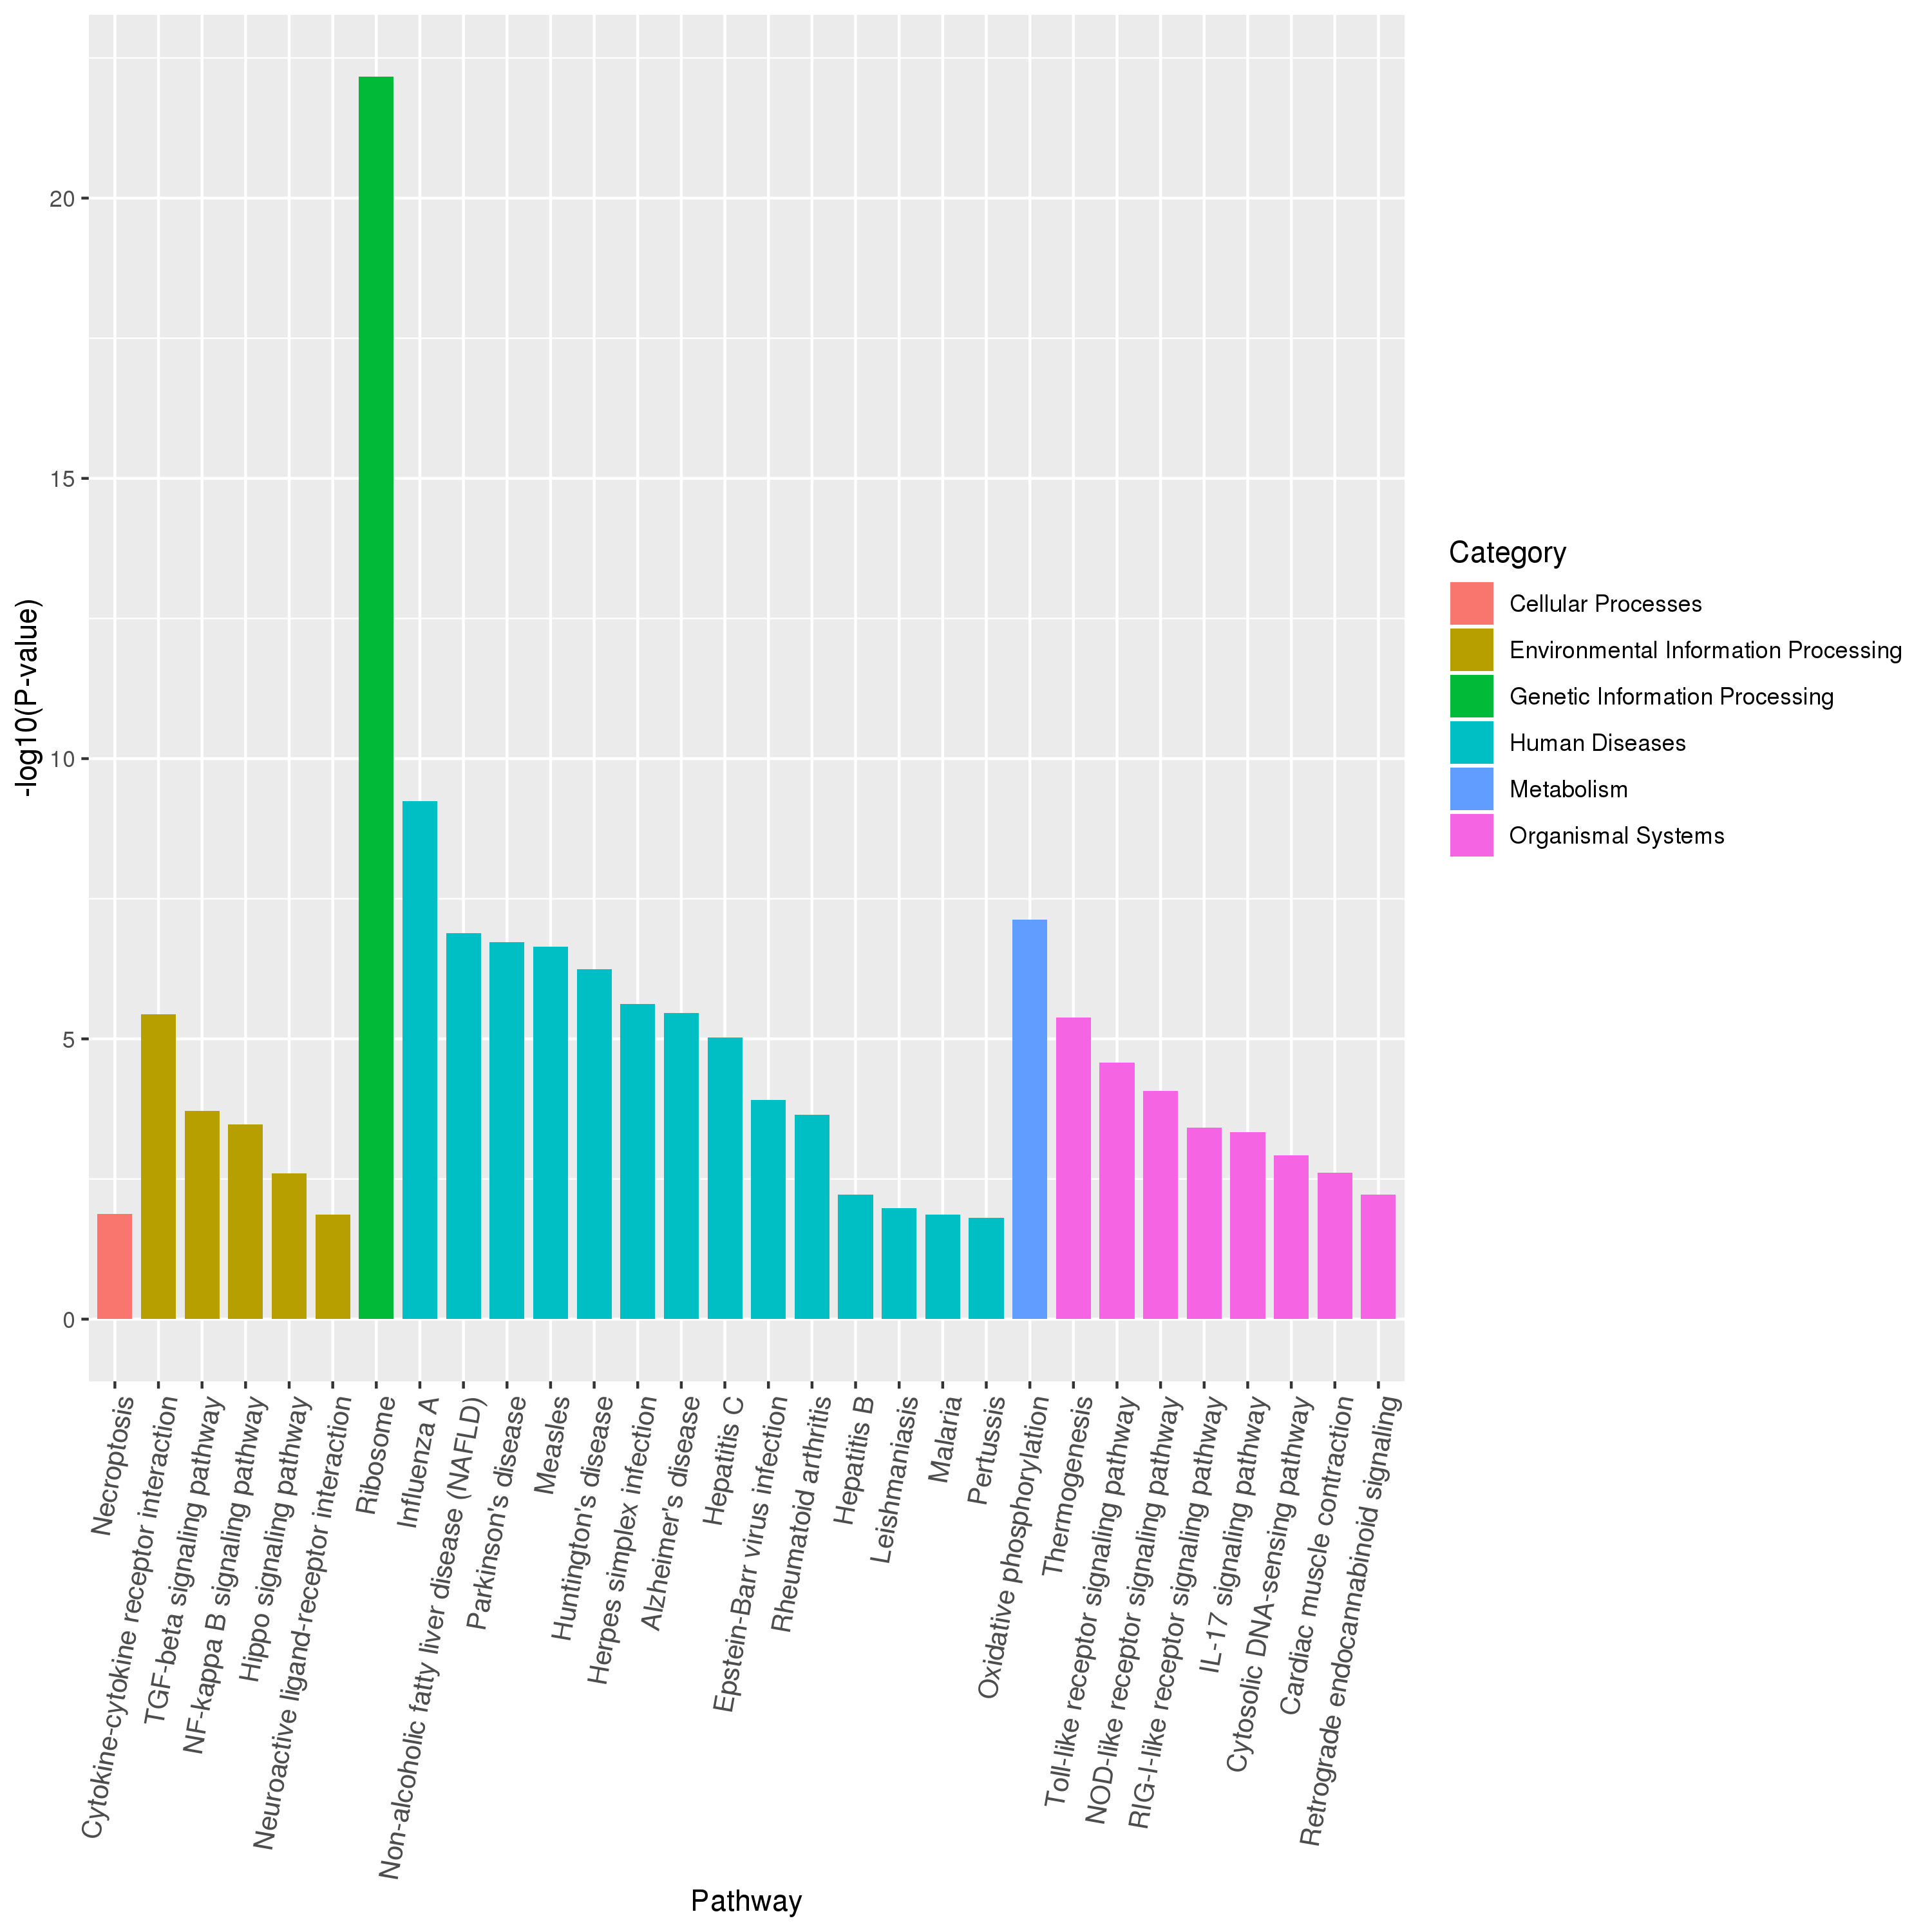 -log10(P-value)
20
15
10
5
0
Necroptosis
Cytokine-cytokine receptor interaction
TGF-beta signaling pathway
NF-kappa B signaling pathway
Hippo signaling pathway
Neuroactive ligand-receptor interaction
Ribosome
Influenza A
Non-alcoholic fatty liver disease (NAFLD)
Parkinson's disease
Measles
Huntington's disease
Herpes simplex infection
Alzheimer's disease
Hepatitis C
Epstein-Barr virus infection
Rheumatoid arthritis
Hepatitis B
Leishmaniasis
Malaria
Pertussis
Oxidative phosphorylation
Thermogenesis
Toll-like receptor signaling pathway
NOD-like receptor signaling pathway
RIG-I-like receptor signaling pathway
IL-17 signaling pathway
Cytosolic DNA-sensing pathway
Cardiac muscle contraction
Retrograde endocannabinoid signaling
Pathway
Category
Cellular Processes
Environmental Information Processing
Genetic Information Processing
Human Diseases
Metabolism
Organismal Systems